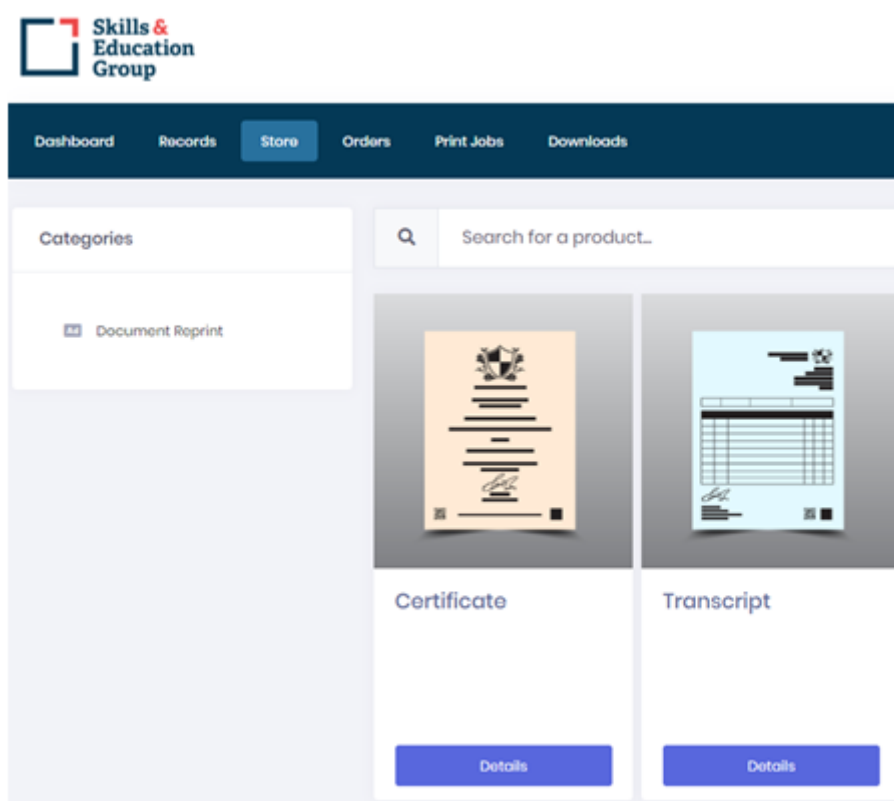 Skills &
Education
Group
Dashboard Records Store Orders Print Jobs Downloads
Categories
Search for a product...
Document Reprint
Certificate
Transcript
Details
Details